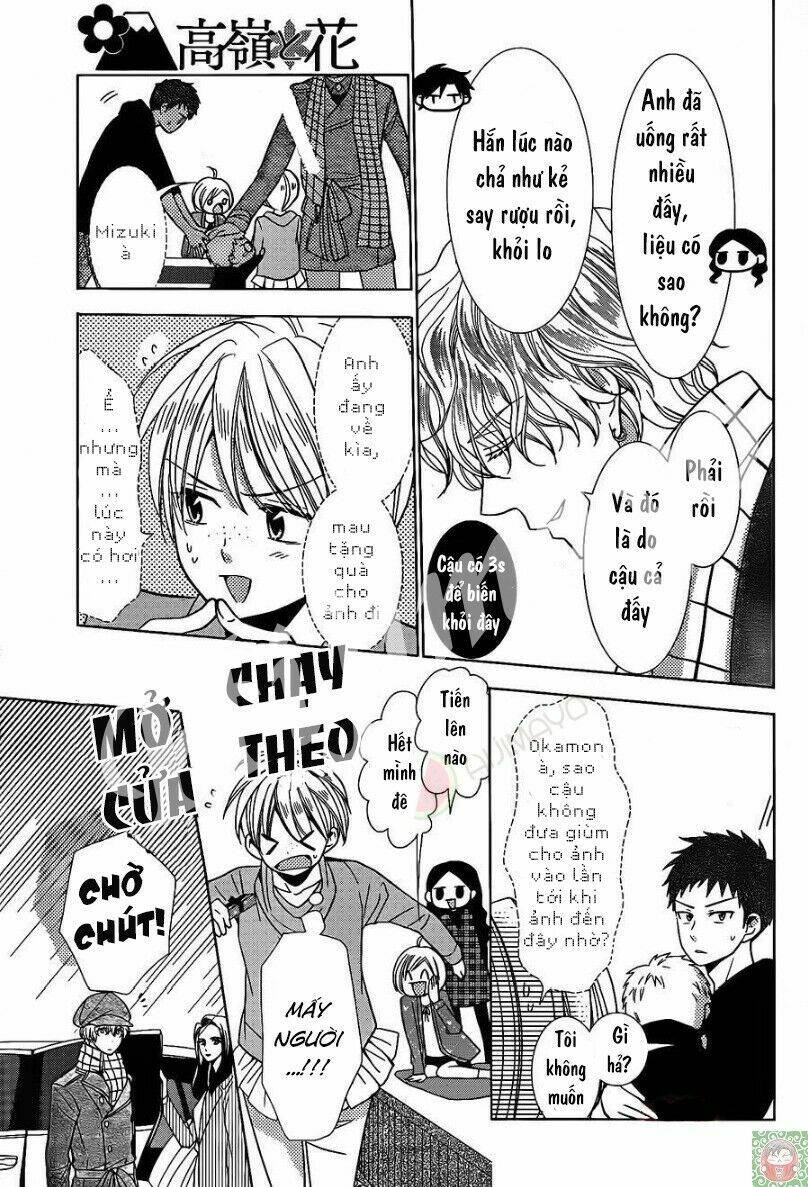 高嶺と花
Anh đã
uống rất
nhiều
đấy,
liệu có
sao
không?
Hắn lúc nào
chả như kẻ
say rượu rồi,
khỏi lo
Phải
rồi
Và đó
là do
cậu cả
đấy
Cậu có 3s
để biến
khỏi đây
Mizuki
à
Anh
ấy
đang
về
kìa,
mau
tặng
quà
cho
ảnh đi
Ể
...
nhưng
mà
...
lúc
này
có hơi
...
Okamon
à, sao
cậu
không
đưa giùm
cho ảnh
vào lần
tới khi
ảnh đến
đây nhờ?
Gì
hả?
Tôi
không
muốn
Tiến
lên
nào
Hết
mình
đê
CHẠY
THEO
MẤY
NGƯỜI
...!!!
MỞ
CỬA
CHỜ
CHÚT!